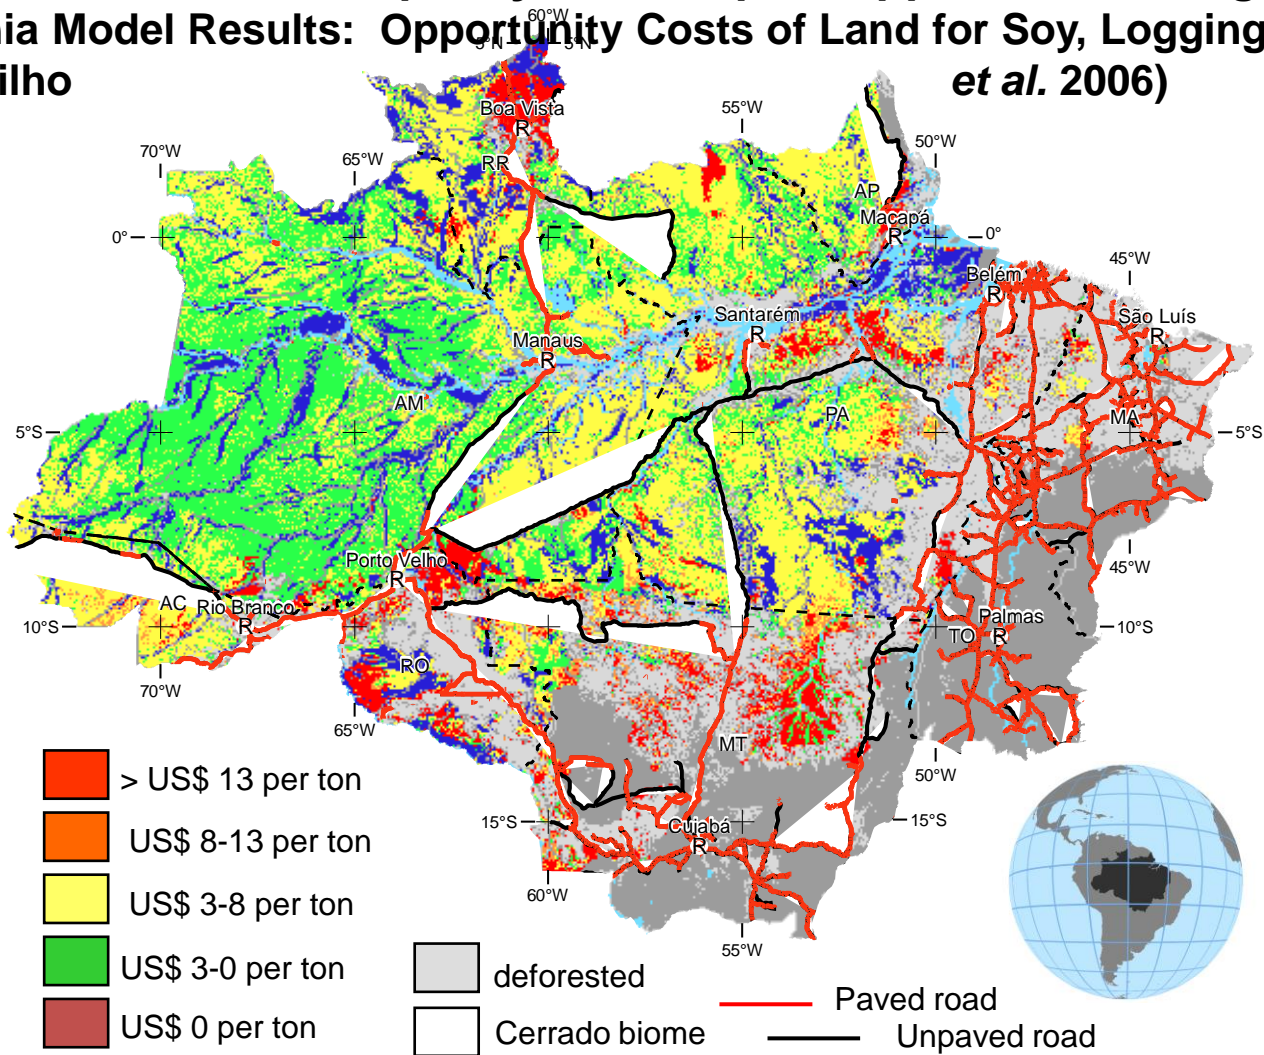 60°W
nia Model Results: Opportunity Costs of Land for Soy, Logging
5°N 5°N
ilho et al. 2006)
Boa Vista
R
55°W
70°W
65°W
50°W
RR
AP
Macapá
R
0°
0°
45°W
Belém
R
Santarém
R
São Luís
R
Manaus
R
AM
PA
MA
5°S
5°S
Porto Velho
R
45°W
AC
Rio Branco
R
10°S
Palmas
R
TO
10°S
RO
70°W
65°W
MT
50°W
15°S
Cujabá
R
15°S
60°W
55°W
> US$ 13 per ton
US$ 8-13 per ton
US$ 3-8 per ton
US$ 3-0 per ton
US$ 0 per ton
deforested
Cerrado biome
Paved road
Unpaved road